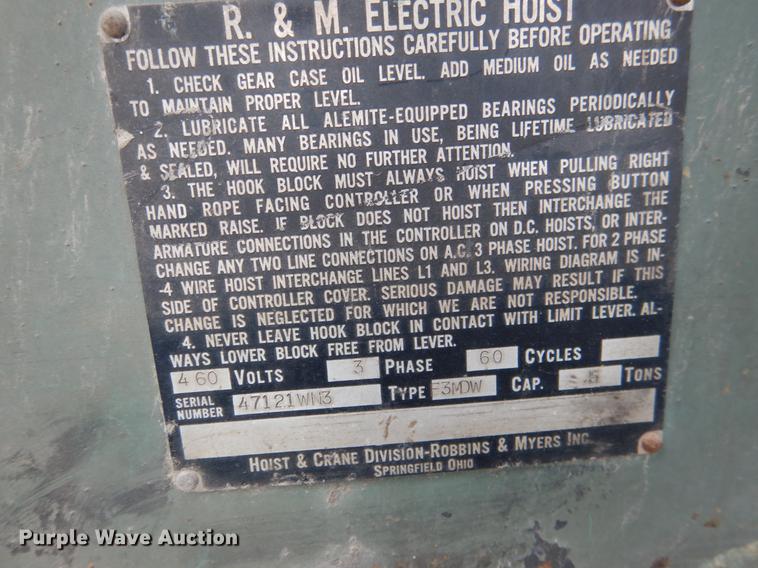 R. & M. ELECTRIC HOIST
FOLLOW THESE INSTRUCTIONS CAREFULLY BEFORE OPERATING
1. CHECK GEAR CASE OIL LEVEL. ADD MEDIUM OIL AS NEEDED
TO MAINTAIN PROPER LEVEL.
2. LUBRICATE ALL ALEMITE-EQUIPPED BEARINGS PERIODICALLY
AS NEEDED. MANY BEARINGS IN USE, BEING LIFETIME LUBRICATED
& SEALED, WILL REQUIRE NO FURTHER ATTENTION.
3. THE HOOK BLOCK MUST ALWAYS HOIST WHEN PULLING RIGHT
HAND ROPE FACING CONTROLLER OR WHEN PRESSING BUTTON
MARKED RAISE. IF BLOCK DOES NOT HOIST THEN INTERCHANGE THE
ARMATURE CONNECTIONS IN THE CONTROLLER ON D.C. HOISTS, OR INTER-
CHANGE ANY TWO LINE CONNECTIONS ON A.C. 3 PHASE HOIST. FOR 2 PHASE
-4 WIRE HOIST INTERCHANGE LINES L1 AND L3. WIRING DIAGRAM IS IN-
SIDE OF CONTROLLER COVER. SERIOUS DAMAGE MAY RESULT IF THIS
CHANGE IS NEGLECTED FOR WHICH WE ARE NOT RESPONSIBLE.
4. NEVER LEAVE HOOK BLOCK IN CONTACT WITH LIMIT LEVER. AL-
WAYS LOWER BLOCK FREE FROM LEVER.
460 VOLTS 3 PHASE 60 CYCLES
SERIAL NUMBER 47121WN3 TYPE F3MDW CAP. TONS
HOIST & CRANE DIVISION-ROBBINS & MYERS INC.
SPRINGFIELD OHIO
Purple Wave Auction